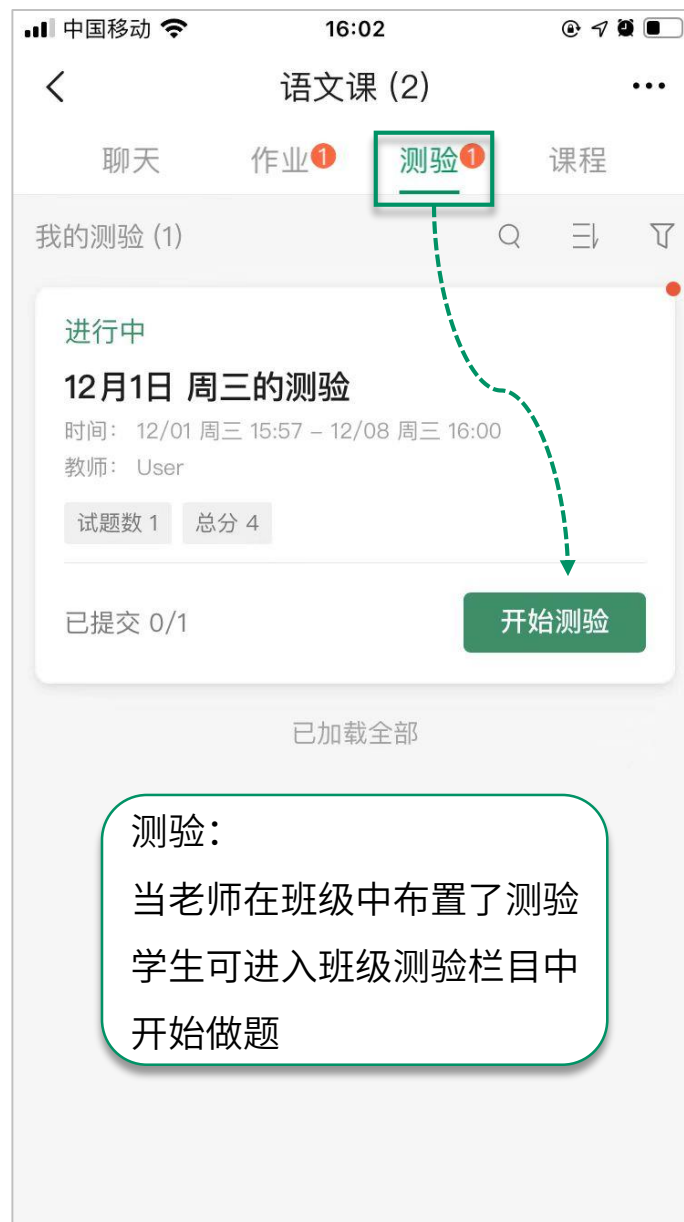 中国移动 16:02
语文课 (2)
聊天 作业 1 测验 1 课程
我的测验 (1)
进行中
12月1日 周三的测验
时间: 12/01 周三 15:57 – 12/08 周三 16:00
教师: User
试题数 1 总分 4
已提交 0/1 开始测验
已加载全部
测验：
当老师在班级中布置了测验
学生可进入班级测验栏目中
开始做题